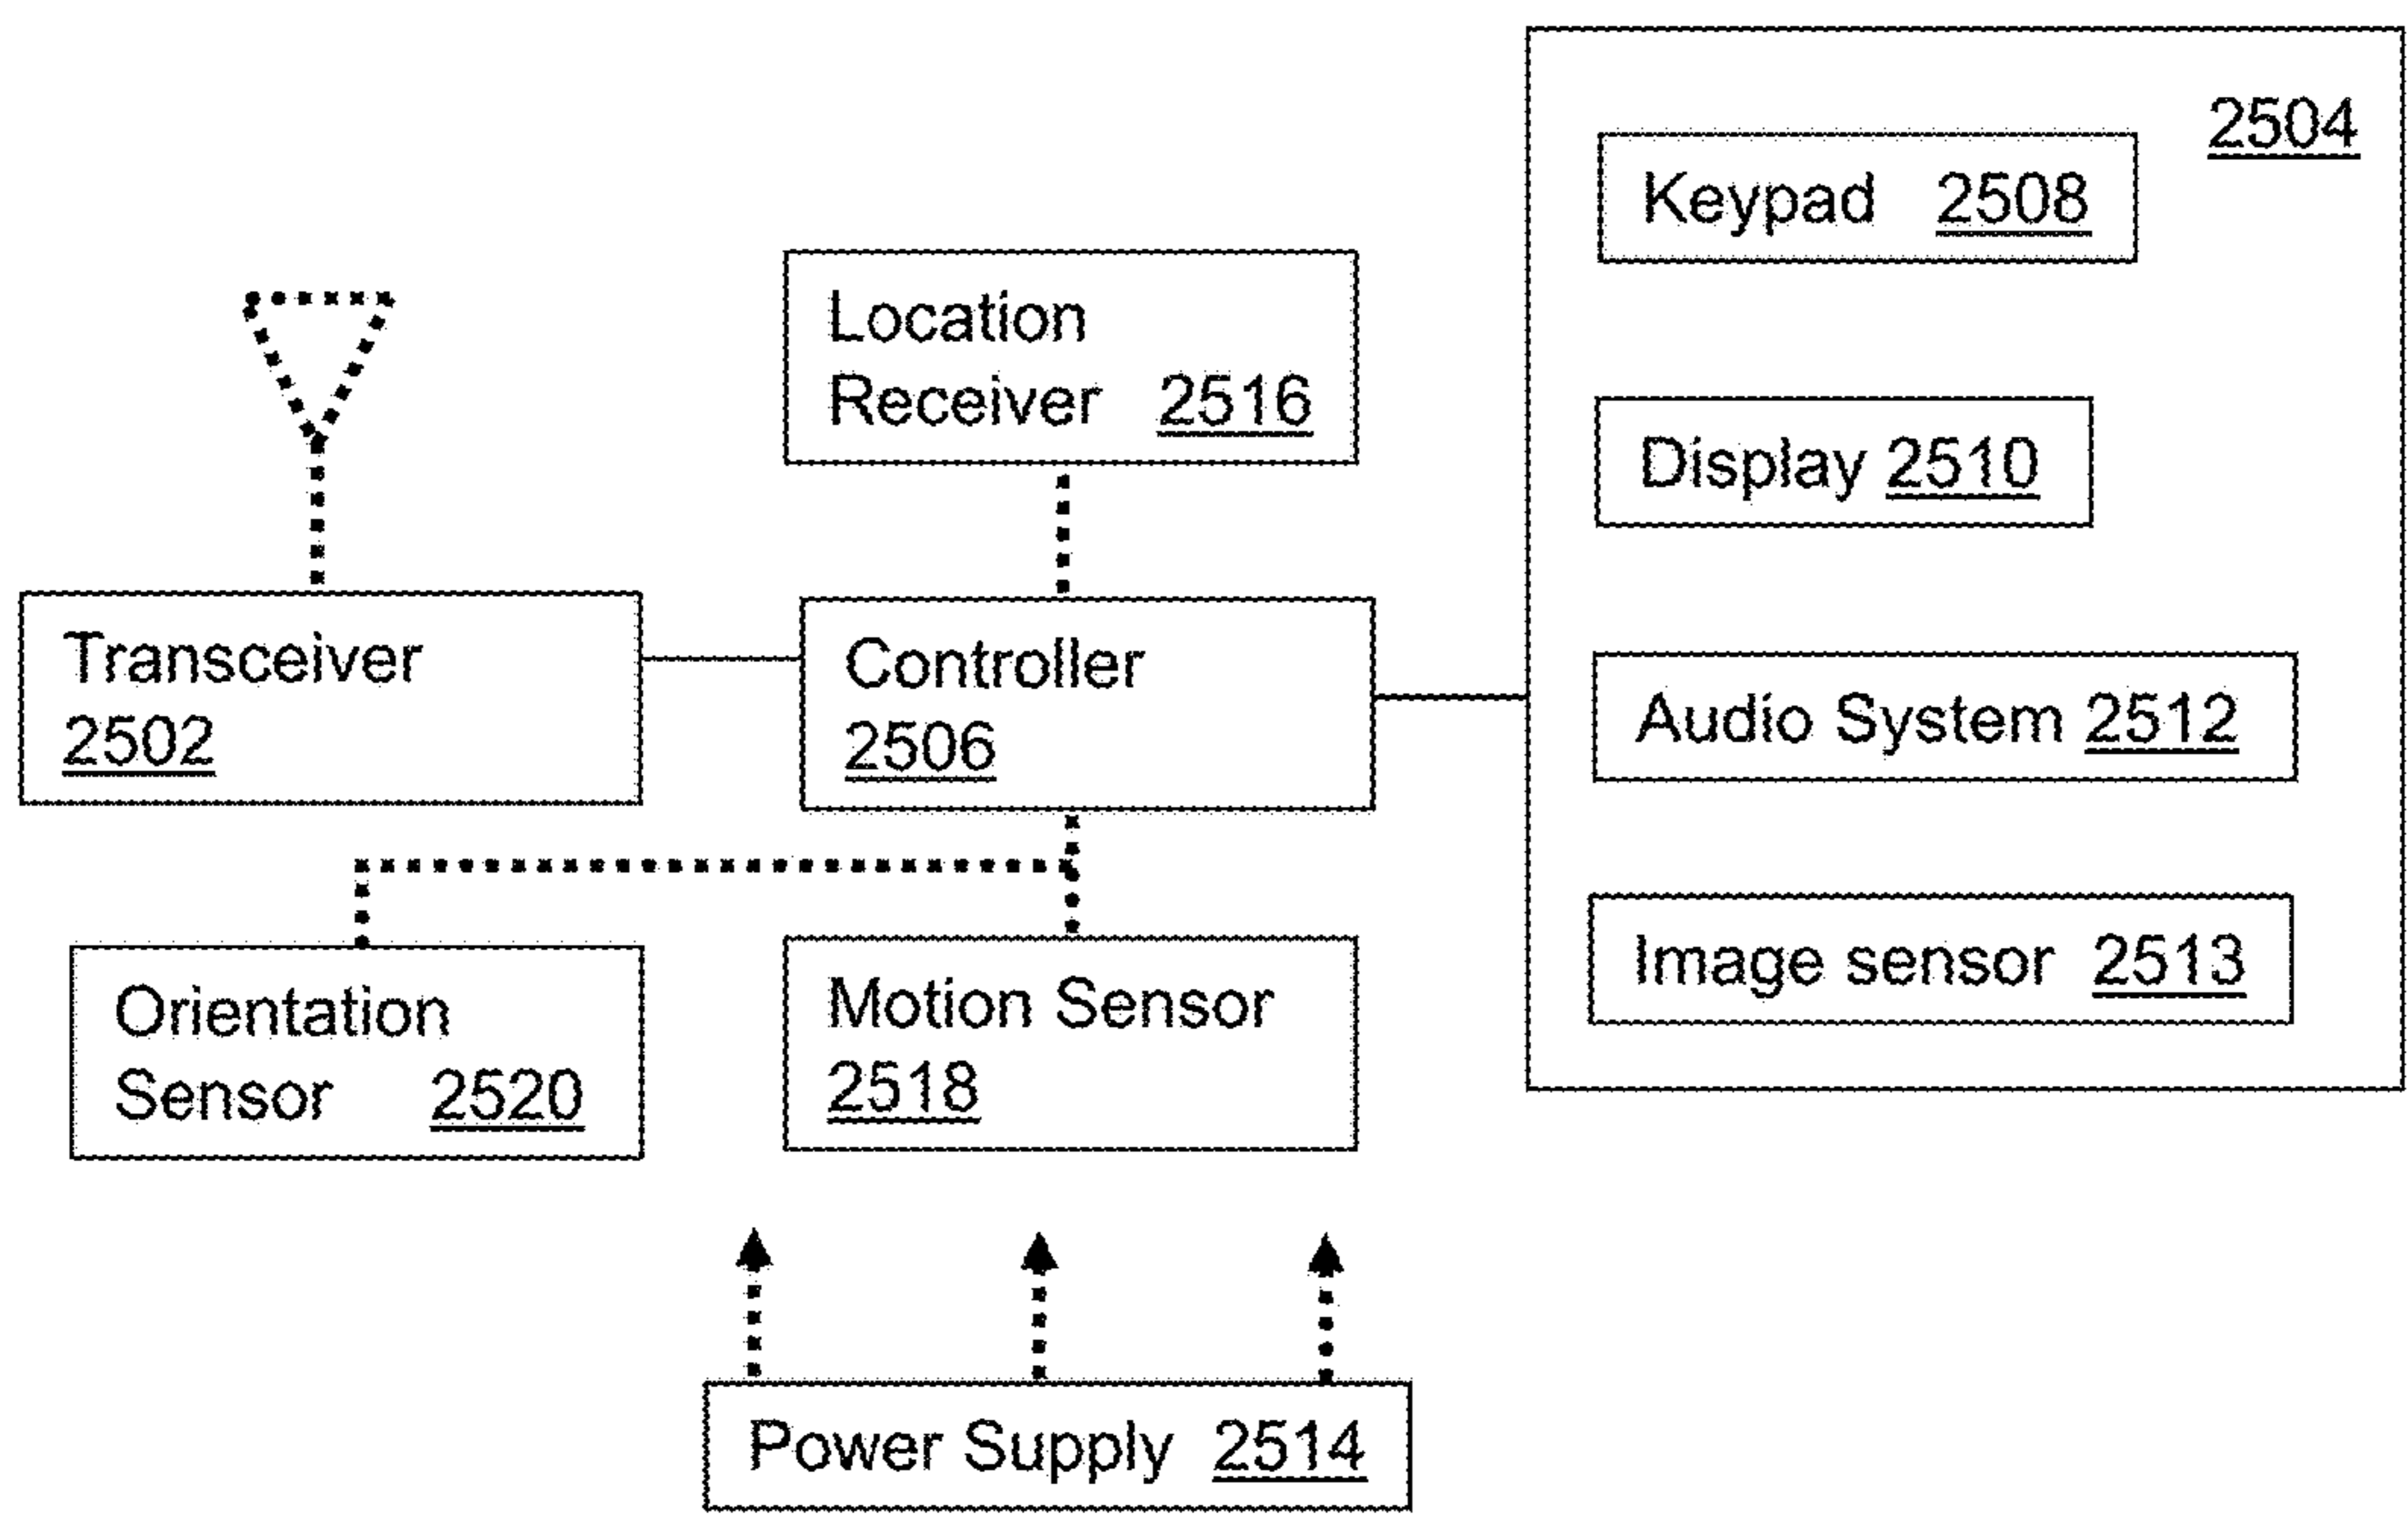 2504
Keypad 2508
Location
Receiver 2516
Display 2510
Transceiver
2502
Controller
2506
Audio System 2512
Image sensor 2513
Orientation
Sensor 2520
Motion Sensor
2518
Power Supply 2514